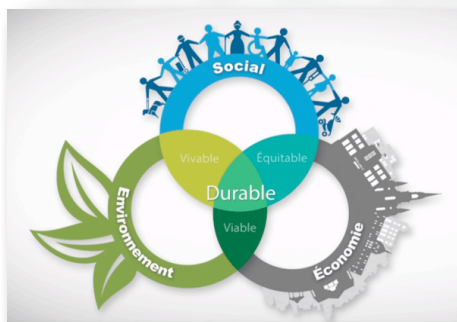 Social
Vivable
Équitable
Durable
Viable
Environnement
Économie